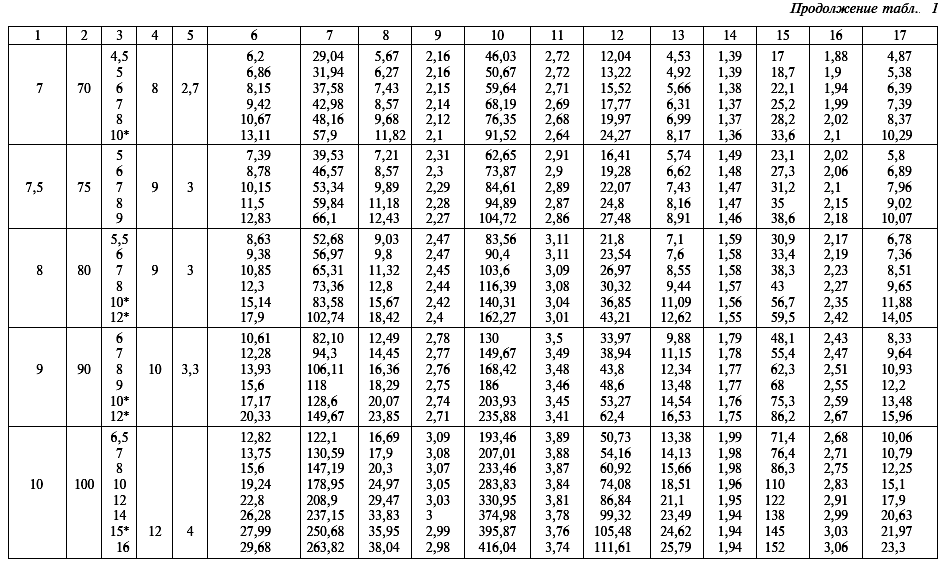 Продолжение табл.. 1
1 2 3 4 5 6 7 8 9 10 11 12 13 14 15 16 17
4,5 6,2 29,04 5,67 2,16 46,03 2,72 12,04 4,53 1,39 17 1,88 4,87
5 6,86 31,94 6,27 2,16 50,67 2,72 13,22 4,92 1,39 18,7 1,9 5,38
7 70 6 8 2,7 8,15 37,58 7,43 2,15 59,64 2,71 15,52 5,66 1,38 22,1 1,94 6,39
7 9,42 42,98 8,57 2,14 68,19 2,69 17,77 6,31 1,37 25,2 1,99 7,39
8 10,67 48,16 9,68 2,12 76,35 2,68 19,97 6,99 1,37 28,2 2,02 8,37
10* 13,11 57,9 11,82 2,1 91,52 2,64 24,27 8,17 1,36 33,6 2,1 10,29
5 7,39 39,53 7,21 2,31 62,65 2,91 16,41 5,74 1,49 23,1 2,02 5,8
6 8,78 46,57 8,57 2,3 73,87 2,9 19,28 6,62 1,48 27,3 2,06 6,89
7,5 75 7 9 3 10,15 53,34 9,89 2,29 84,61 2,89 22,07 7,43 1,47 31,2 2,1 7,96
8 11,5 59,84 11,18 2,28 94,89 2,87 24,8 8,16 1,47 35 2,15 9,02
9 12,83 66,1 12,43 2,27 104,72 2,86 27,48 8,91 1,46 38,6 2,18 10,07
5,5 8,63 52,68 9,03 2,47 83,56 3,11 21,8 7,1 1,59 30,9 2,17 6,78
6 9,38 56,97 9,8 2,47 90,4 3,11 23,54 7,6 1,58 33,4 2,19 7,36
8 80 7 9 3 10,85 65,31 11,32 2,45 103,6 3,09 26,97 8,55 1,58 38,3 2,23 8,51
8 12,3 73,36 12,8 2,44 116,39 3,08 30,32 9,44 1,57 43 2,27 9,65
10* 15,14 83,58 15,67 2,42 140,31 3,04 36,85 11,09 1,56 56,7 2,35 11,88
12* 17,9 102,74 18,42 2,4 162,27 3,01 43,21 12,62 1,55 59,5 2,42 14,05
6 10,61 82,10 12,49 2,78 130 3,5 33,97 9,88 1,79 48,1 2,43 8,33
7 12,28 94,3 14,45 2,77 149,67 3,49 38,94 11,15 1,78 55,4 2,47 9,64
9 90 8 10 3,3 13,93 106,11 16,36 2,76 168,42 3,48 43,8 12,34 1,77 62,3 2,51 10,93
9 15,6 118 18,29 2,75 186 3,46 48,6 13,48 1,77 68 2,55 12,2
10* 17,17 128,6 20,07 2,74 203,93 3,45 53,27 14,54 1,76 75,3 2,59 13,48
12* 20,33 149,67 23,85 2,71 235,88 3,41 62,4 16,53 1,75 86,2 2,67 15,96
6,5 12,82 122,1 16,69 3,09 193,46 3,89 50,73 13,38 1,99 71,4 2,68 10,06
7 13,75 130,59 17,9 3,08 207,01 3,88 54,16 14,13 1,98 76,4 2,71 10,79
8 15,6 147,19 20,3 3,07 233,46 3,87 60,92 15,66 1,98 86,3 2,75 12,25
10 100 10 19,24 178,95 24,97 3,05 283,83 3,84 74,08 18,51 1,96 110 2,83 15,1
12 22,8 208,9 29,47 3,03 330,95 3,81 86,84 21,1 1,95 122 2,91 17,9
14 26,28 237,15 33,83 3 374,98 3,78 99,32 23,49 1,94 138 2,99 20,63
15* 12 4 27,99 250,68 35,95 2,99 395,87 3,76 105,48 24,62 1,94 145 3,03 21,97
16 29,68 263,82 38,04 2,98 416,04 3,74 111,61 25,79 1,94 152 3,06 23,3